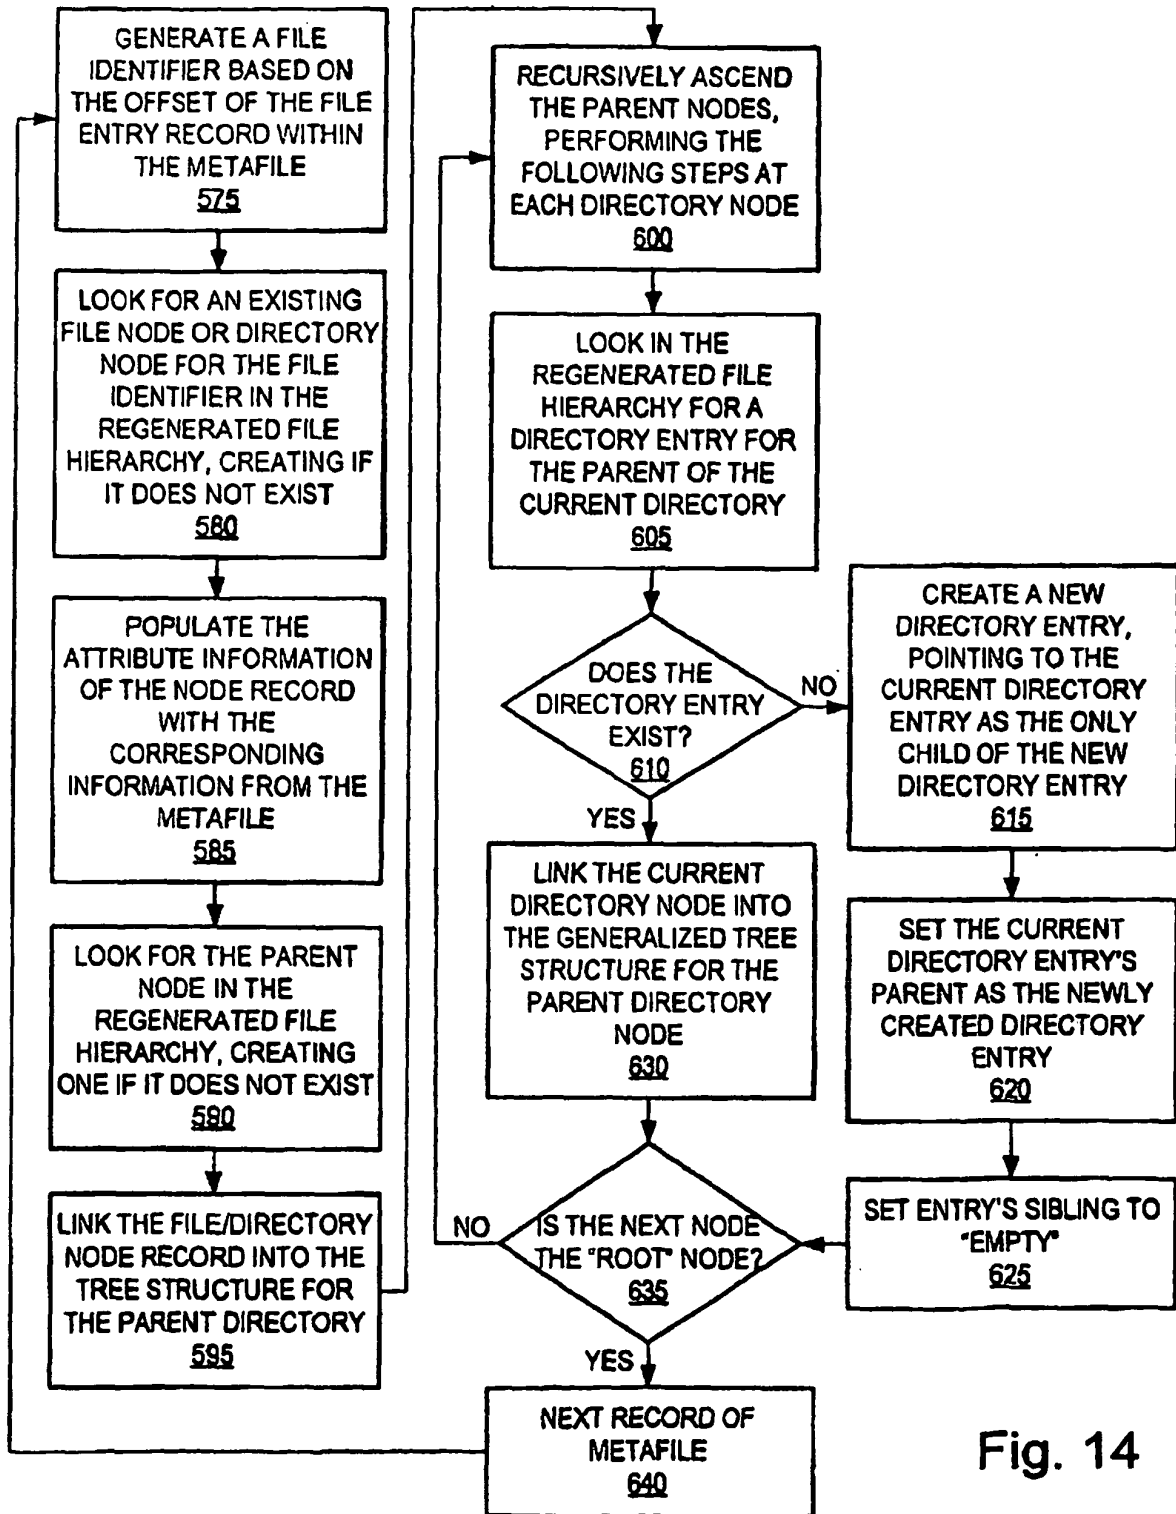 GENERATE A FILE
IDENTIFIER BASED ON
THE OFFSET OF THE FILE
ENTRY RECORD WITHIN
THE METAFILE
575
LOOK FOR AN EXISTING
FILE NODE OR DIRECTORY
NODE FOR THE FILE
IDENTIFIER IN THE
REGENERATED FILE
HIERARCHY, CREATING IF
IT DOES NOT EXIST
580
POPULATE THE
ATTRIBUTE INFORMATION
OF THE NODE RECORD
WITH THE
CORRESPONDING
INFORMATION FROM THE
METAFILE
585
LOOK FOR THE PARENT
NODE IN THE
REGENERATED FILE
HIERARCHY, CREATING
ONE IF IT DOES NOT EXIST
580
LINK THE FILE/DIRECTORY
NODE RECORD INTO THE
TREE STRUCTURE FOR
THE PARENT DIRECTORY
595
RECURSIVELY ASCEND
THE PARENT NODES,
PERFORMING THE
FOLLOWING STEPS AT
EACH DIRECTORY NODE
600
LOOK IN THE
REGENERATED FILE
HIERARCHY FOR A
DIRECTORY ENTRY FOR
THE PARENT OF THE
CURRENT DIRECTORY
605
DOES THE
DIRECTORY ENTRY
EXIST?
610
NO
YES
CREATE A NEW
DIRECTORY ENTRY,
POINTING TO THE
CURRENT DIRECTORY
ENTRY AS THE ONLY
CHILD OF THE NEW
DIRECTORY ENTRY
615
SET THE CURRENT
DIRECTORY ENTRY'S
PARENT AS THE NEWLY
CREATED DIRECTORY
ENTRY
620
SET ENTRY'S SIBLING TO
"EMPTY"
625
LINK THE CURRENT
DIRECTORY NODE INTO
THE GENERALIZED TREE
STRUCTURE FOR THE
PARENT DIRECTORY
NODE
630
IS THE NEXT NODE
THE "ROOT" NODE?
635
NO
YES
NEXT RECORD OF
METAFILE
640
Fig. 14